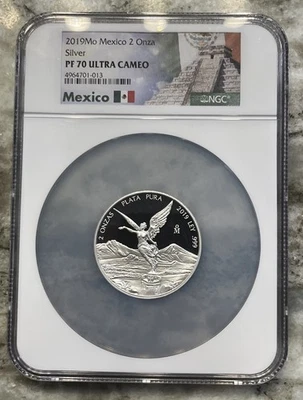 2019Mo Mexico 2 Onza
Silver
PF 70 ULTRA CAMEO
4964701-013
Mexico
NGC
2 ONZAS PLATA PURA Mo 2019 LEY .999